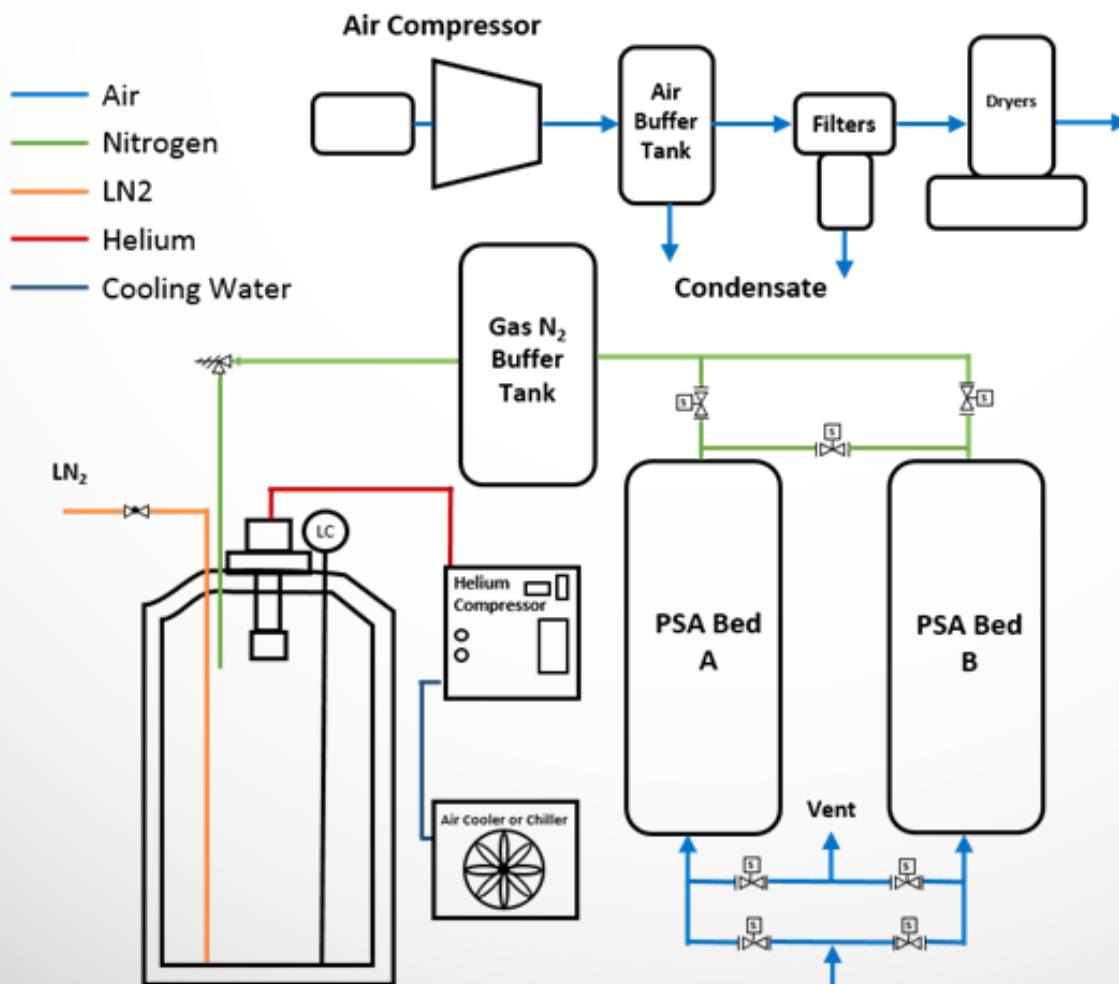 Air Compressor
Air
Nitrogen
LN2
Helium
Cooling Water
Air
Buffer
Tank
Filters
Dryers
Condensate
Gas N₂
Buffer
Tank
S
S
S
LN₂
LC
Helium
Compressor
PSA Bed
A
PSA Bed
B
Air Cooler or Chiller
Vent
S
S
S
S